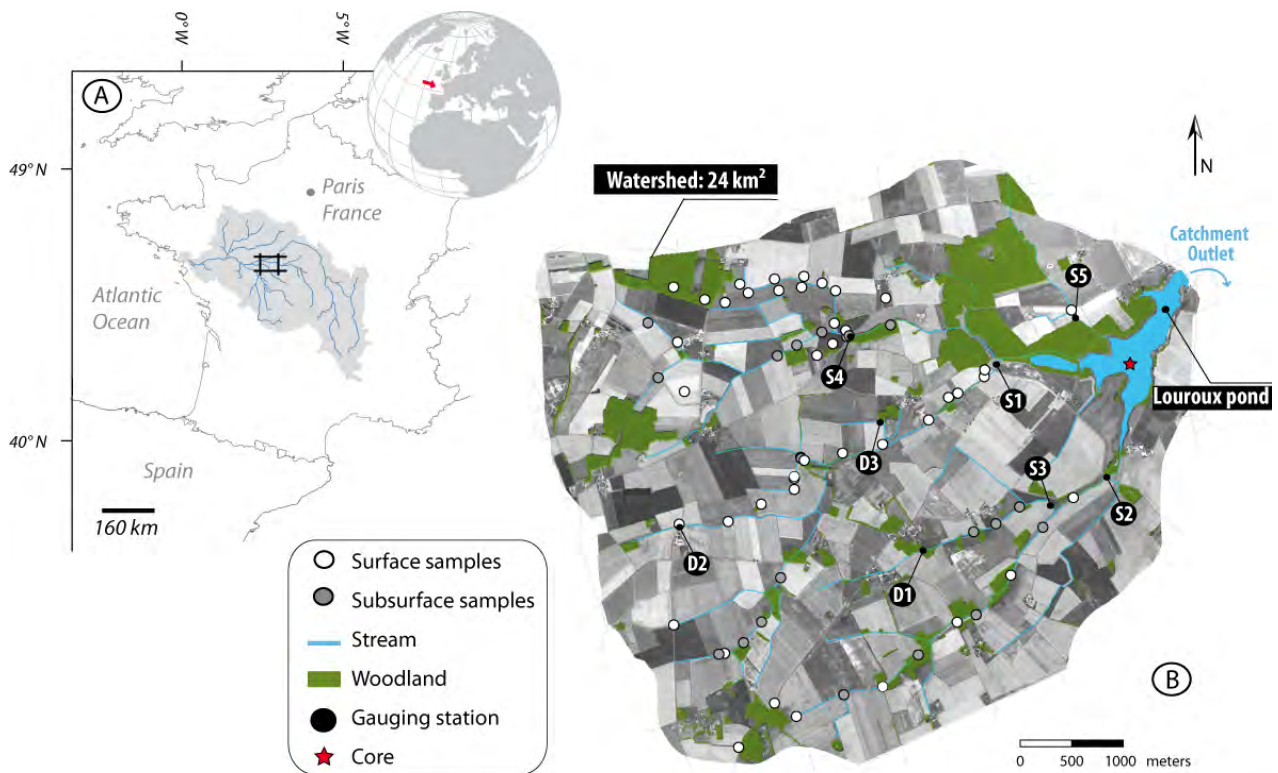 0°W
5°W
A
49°N
Paris
France
Atlantic
Ocean
40°N
Spain
160 km
Surface samples
Subsurface samples
Stream
Woodland
Gauging station
Core
Watershed: 24 km²
N
Catchment
Outlet
S5
S4
S1
Louroux pond
D3
S3
S2
D2
D1
B
0 500 1000 meters